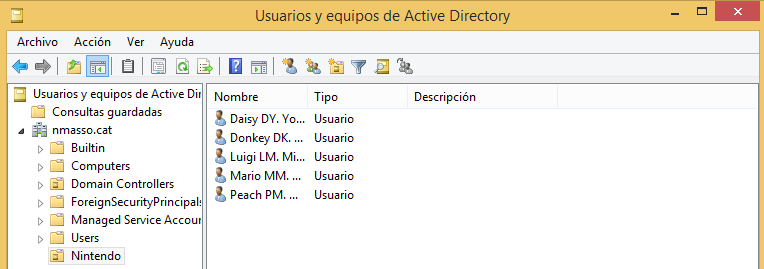 Usuarios y equipos de Active Directory
Archivo Acción Ver Ayuda
Usuarios y equipos de Active Dir
Consultas guardadas
nmasso.cat
Builtin
Computers
Domain Controllers
ForeignSecurityPrincipals
Managed Service Accour
Users
Nintendo
Nombre Tipo Descripción
Daisy DY. Yo... Usuario
Donkey DK. ... Usuario
Luigi LM. Mi... Usuario
Mario MM. ... Usuario
Peach PM. ... Usuario